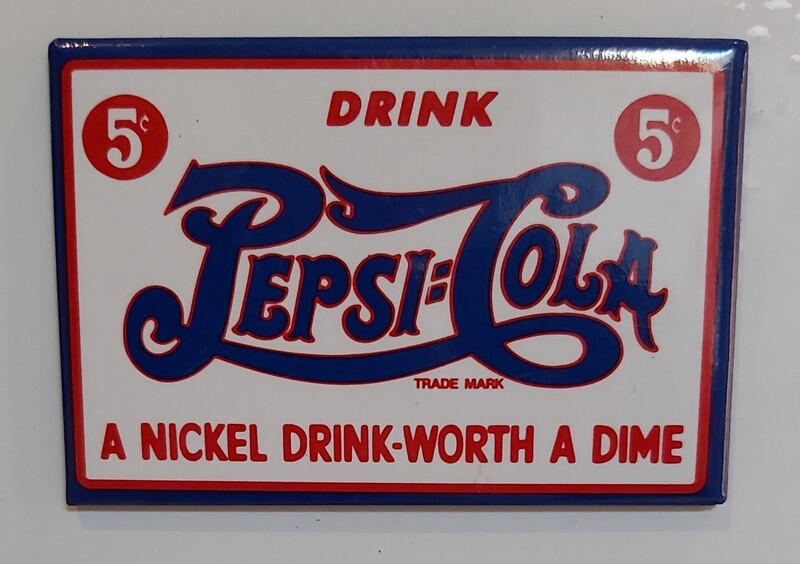 DRINK
5¢ 5¢
PEPSI=COLA
TRADE MARK
A NICKEL DRINK-WORTH A DIME